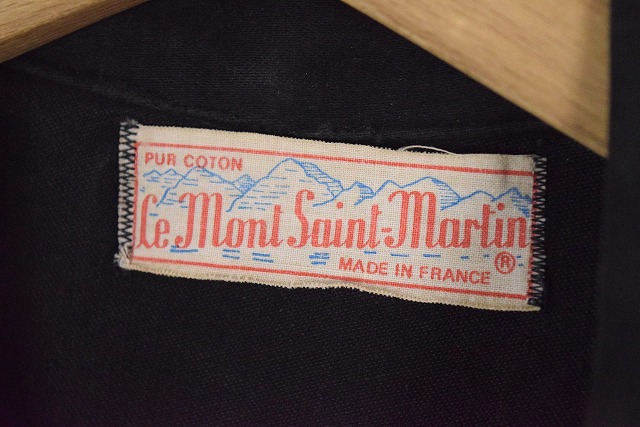 PUR COTON
Le Mont Saint-Martin
MADE IN FRANCE ®